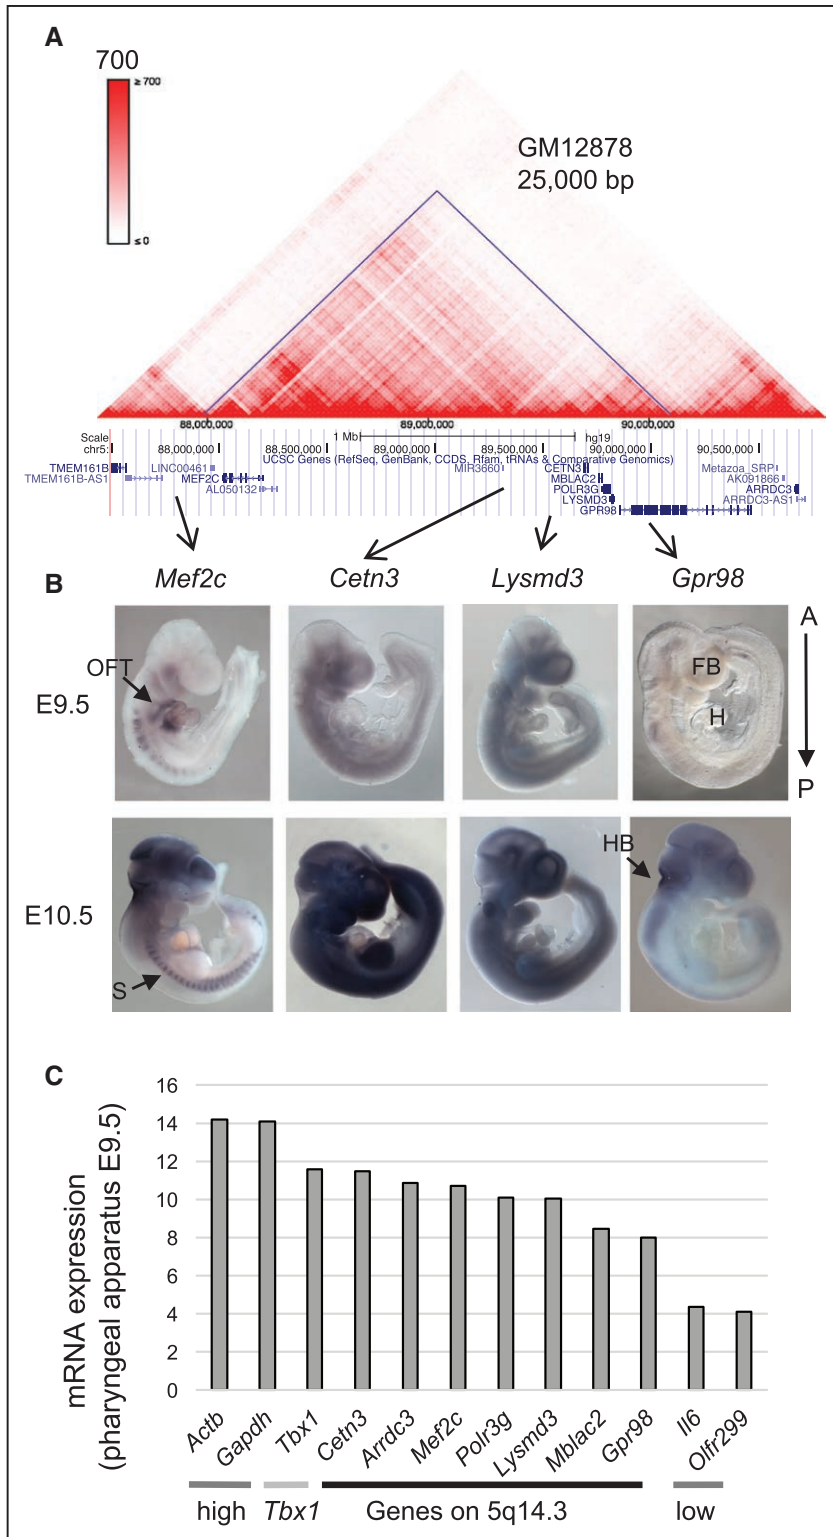 A
700
≥ 700
≤ 0
GM12878
25,000 bp
88,000,000 89,000,000 90,000,000
Scale 1 Mb hg19
chr5: 88,000,000 88,500,000 89,000,000 89,500,000 90,000,000 90,500,000
UCSC Genes (RefSeq, GenBank, CCDS, Rfam, tRNAs & Comparative Genomics)
TMEM161B LINC00461 MIR3660 CETN3 Metazoa_SRP
TMEM161B-AS1 MEF2C MBLAC2 AK091866
AL050132 POLR3G ARRDC3
LYSMD3 ARRDC3-AS1
GPR98
B
Mef2c Cetn3 Lysmd3 Gpr98
OFT
E9.5
FB
H
A
P
E10.5
HB
S
C
mRNA expression
(pharyngeal apparatus E9.5)
16
14
12
10
8
6
4
2
0
Actb Gapdh Tbx1 Cetn3 Arrdc3 Mef2c Polr3g Lysmd3 Mblac2 Gpr98 Il6 Olfr299
high Tbx1 Genes on 5q14.3 low